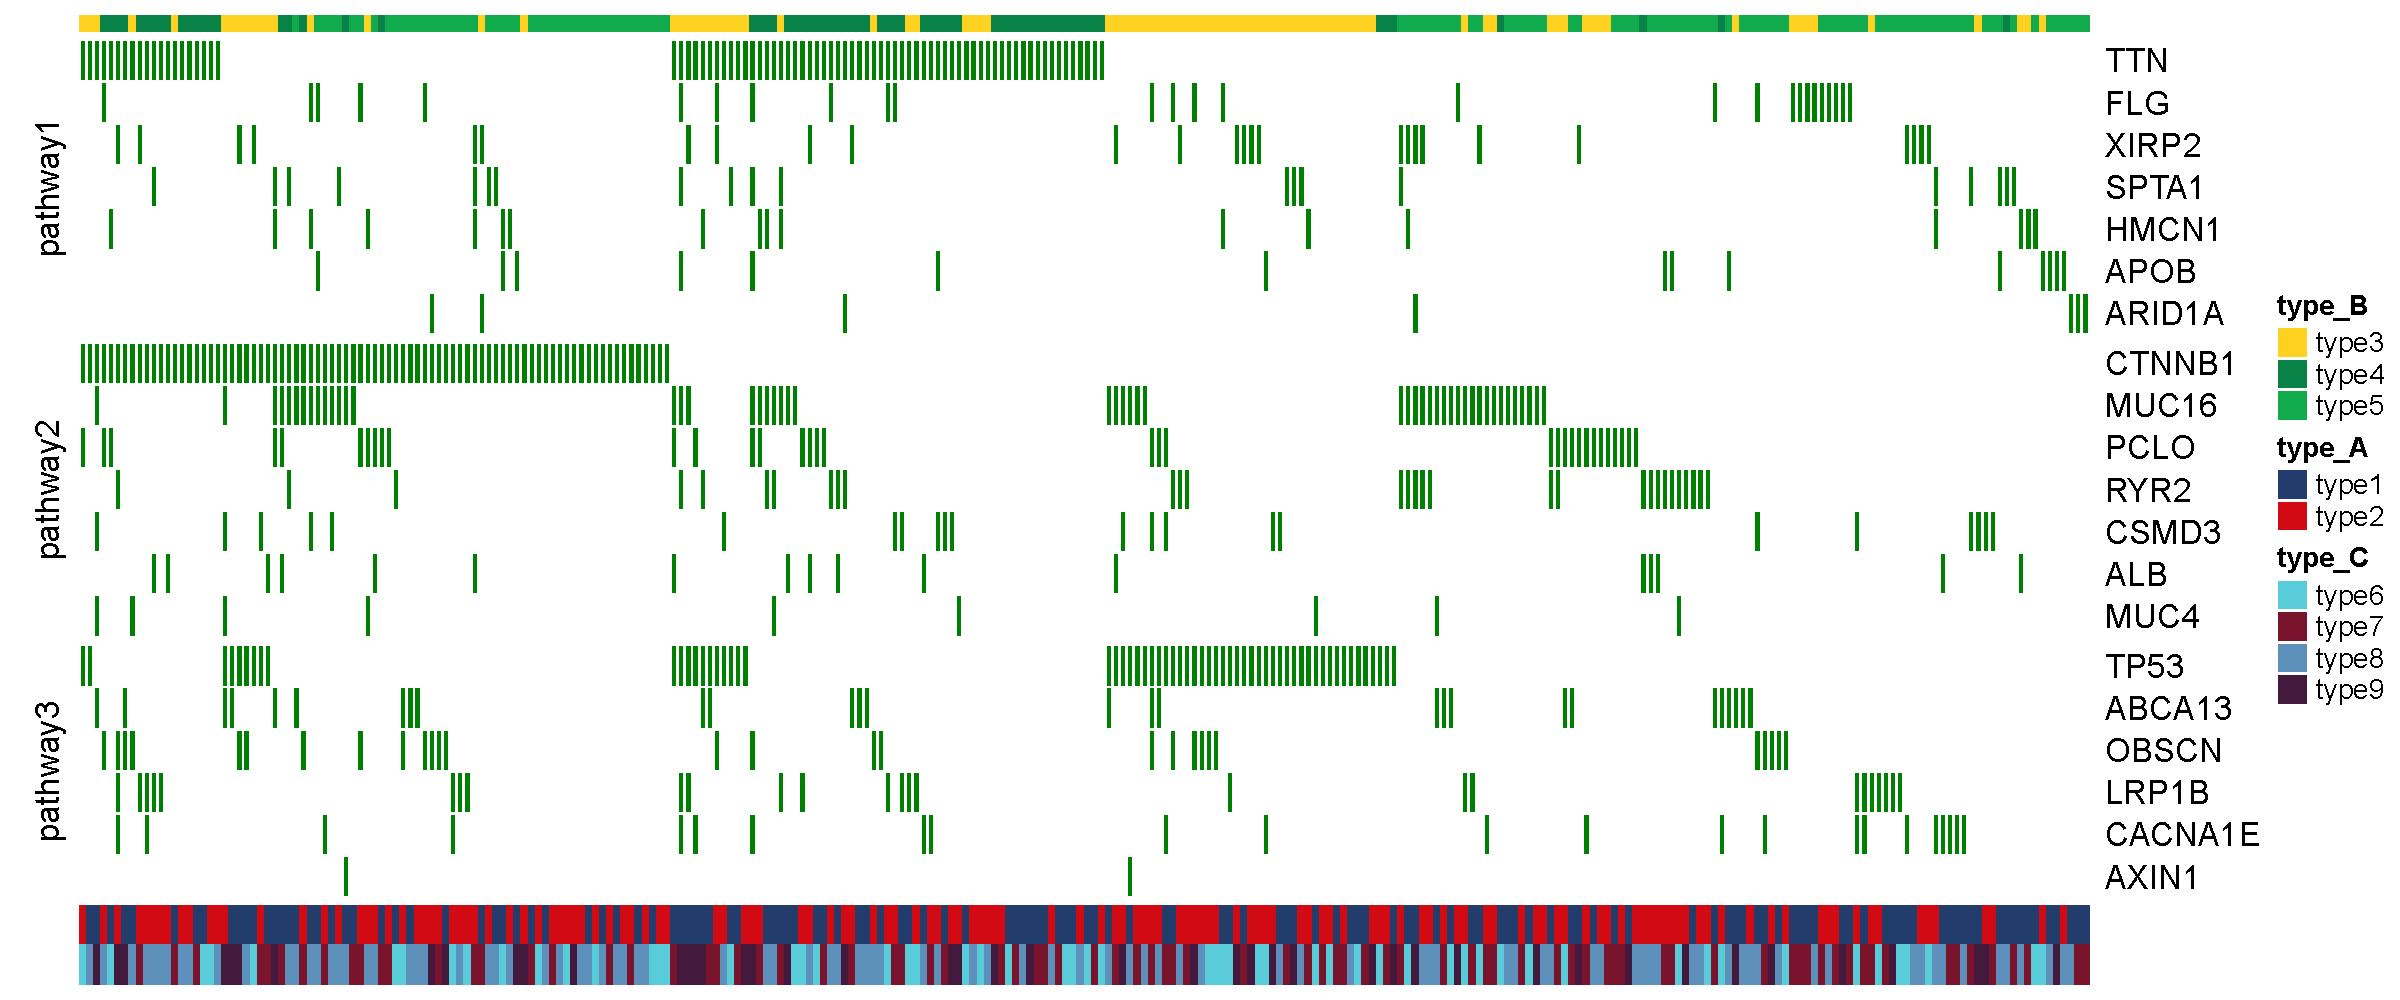 pathway1
pathway2
pathway3
TTN
FLG
XIRP2
SPTA1
HMCN1
APOB
ARID1A
CTNNB1
MUC16
PCLO
RYR2
CSMD3
ALB
MUC4
TP53
ABCA13
OBSCN
LRP1B
CACNA1E
AXIN1
type_B
type3
type4
type5
type_A
type1
type2
type_C
type6
type7
type8
type9